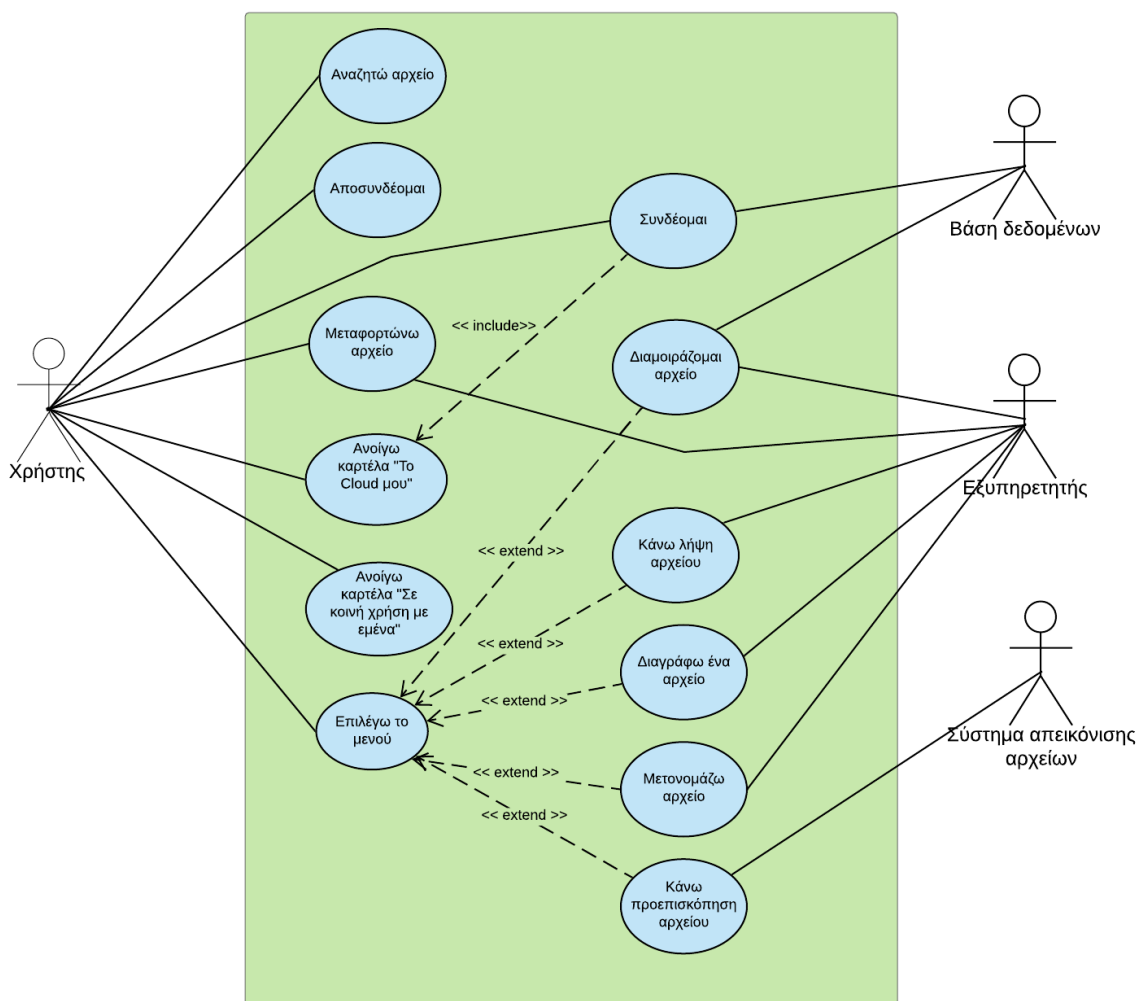 Αναζητώ αρχείο
Αποσυνδέομαι
Συνδέομαι
Βάση δεδομένων
<< include>>
Μεταφορτώνω
αρχείο
Διαμοιράζομαι
αρχείο
Χρήστης
Ανοίγω
καρτέλα "Το
Cloud μου"
Εξυπηρετητής
<< extend >>
Κάνω λήψη
αρχείου
Ανοίγω
καρτέλα "Σε
κοινή χρήση με
εμένα"
<< extend >>
Διαγράφω ένα
αρχείο
<< extend >>
Επιλέγω το
μενού
Σύστημα απεικόνισης
αρχείων
<< extend >>
Μετονομάζω
αρχείο
<< extend >>
Κάνω
προεπισκόπηση
αρχείου